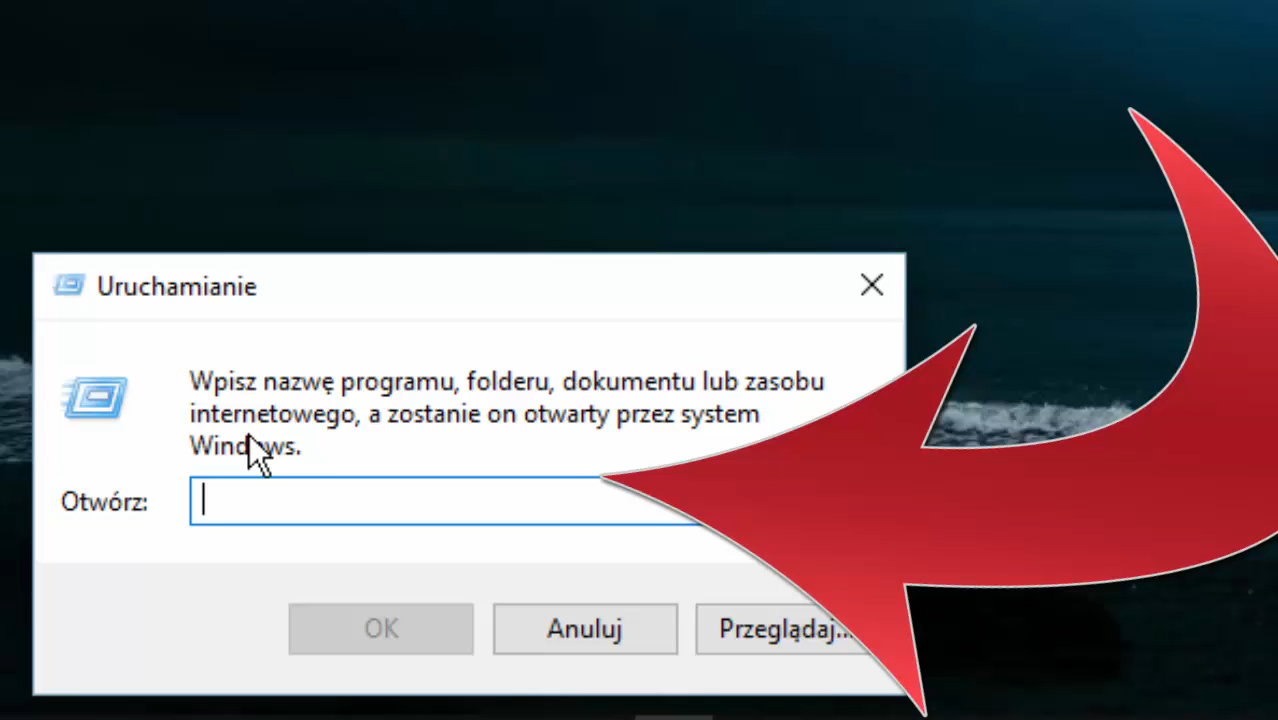 Uruchamianie
Wpisz nazwę programu, folderu, dokumentu lub zasobu
internetowego, a zostanie on otwarty przez system
Windows.
Otwórz:
OK
Anuluj
Przeglądaj...